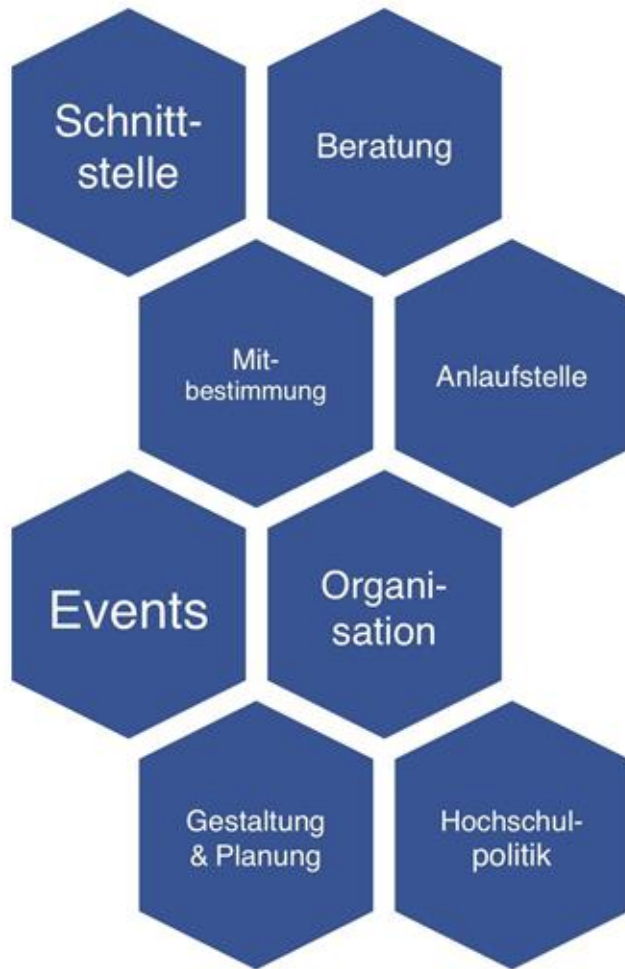 Schnitt-
stelle
Beratung
Mit-
bestimmung
Anlaufstelle
Events
Organi-
sation
Gestaltung
& Planung
Hochschul-
politik